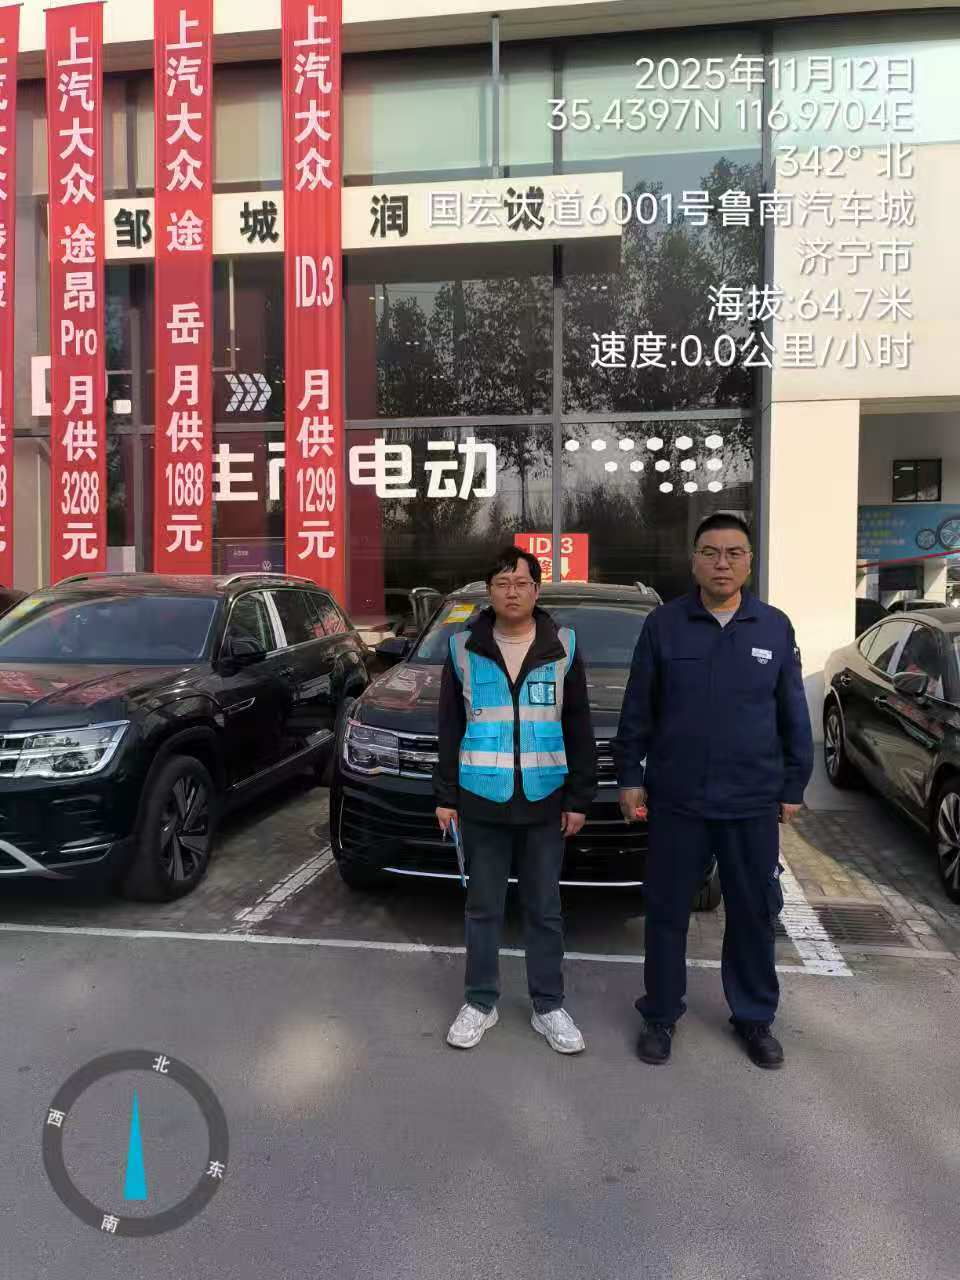 2025年11月12日
35.4397N 116.9704E
342° 北
国宏大道6001号鲁南汽车城
济宁市
海拔:64.7米
速度:0.0公里/小时
上汽大众 途昂Pro 月供3288元
上汽大众 途岳 月供1688元
上汽大众 ID.3 月供1299元
邹城润诚
电动
ID.3
北
西
东
南